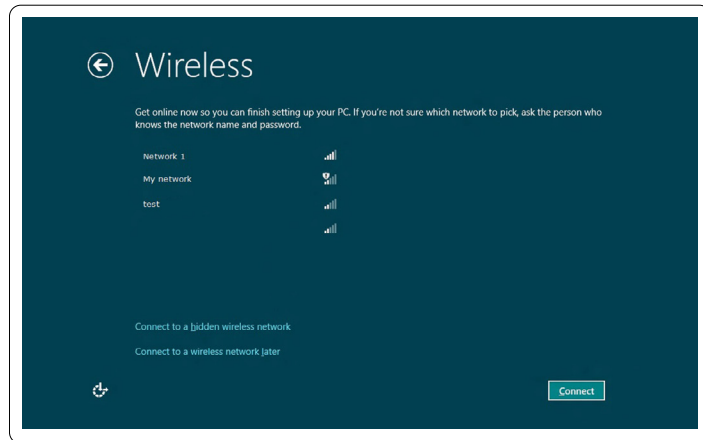 Wireless
Get online now so you can finish setting up your PC. If you're not sure which network to pick, ask the person who
knows the network name and password.
Network 1
My network
test
Connect to a hidden wireless network
Connect to a wireless network later
Connect